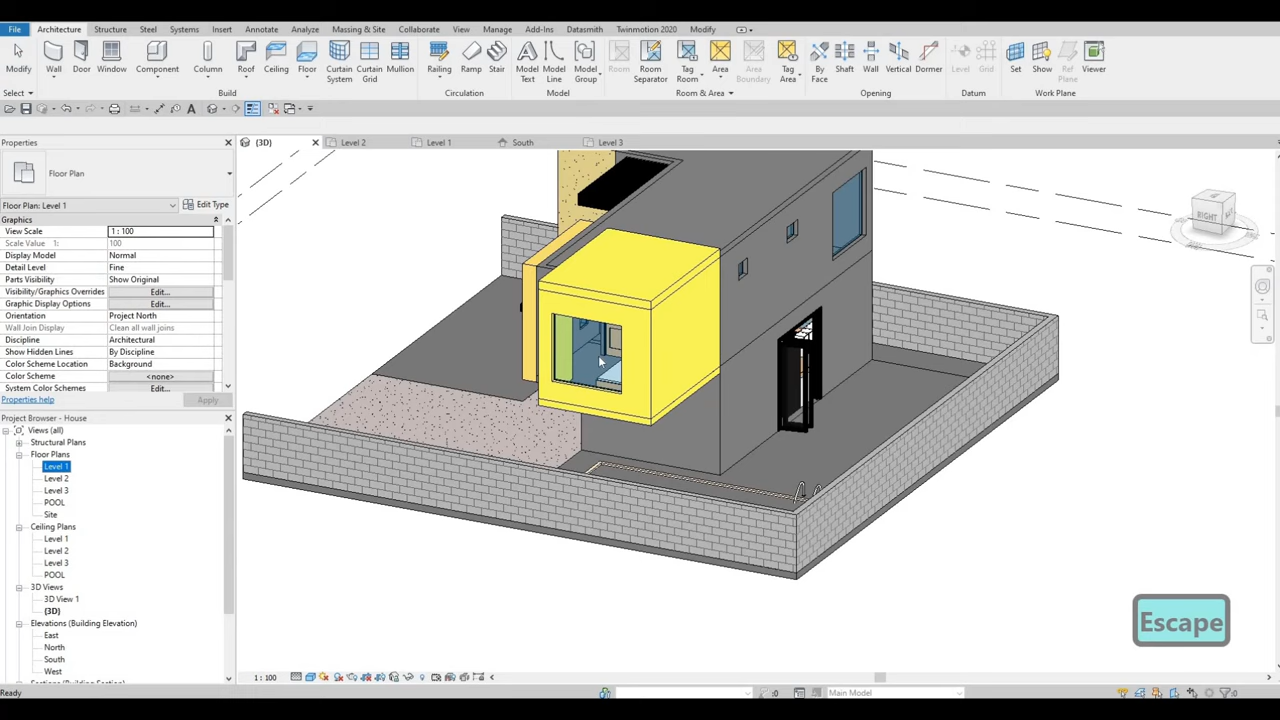 File Architecture Structure Steel Systems Insert Annotate Analyze Massing & Site Collaborate View Manage Add-Ins Datasmith Twinmotion 2020 Modify
Modify Wall Door Window Component Column Roof Ceiling Floor Curtain System Curtain Grid Mullion Railing Ramp Stair Model Text Model Line Model Group Room Room Separator Tag Room Area Area Boundary Tag Area By Face Shaft Wall Vertical Dormer Level Grid Set Show Ref Plane Viewer
Select Build Circulation Model Room & Area Opening Datum Work Plane
Properties
(3D) Level 2 Level 1 South Level 3
Floor Plan
Floor Plan: Level 1 Edit Type
Graphics
View Scale 1 : 100
Scale Value 1: 100
Display Model Normal
Detail Level Fine
Parts Visibility Show Original
Visibility/Graphics Overrides Edit...
Graphic Display Options Edit...
Orientation Project North
Wall Join Display Clean all wall joins
Discipline Architectural
Show Hidden Lines By Discipline
Color Scheme Location Background
Color Scheme <none>
System Color Schemes Edit...
Properties help Apply
RIGHT
Project Browser - House
Views (all)
Structural Plans
Floor Plans
Level 1
Level 2
Level 3
POOL
Site
Ceiling Plans
Level 1
Level 2
Level 3
POOL
3D Views
3D View 1
(3D)
Elevations (Building Elevation)
East
North
South
West
Escape
1 : 100
Ready :0 Main Model :0